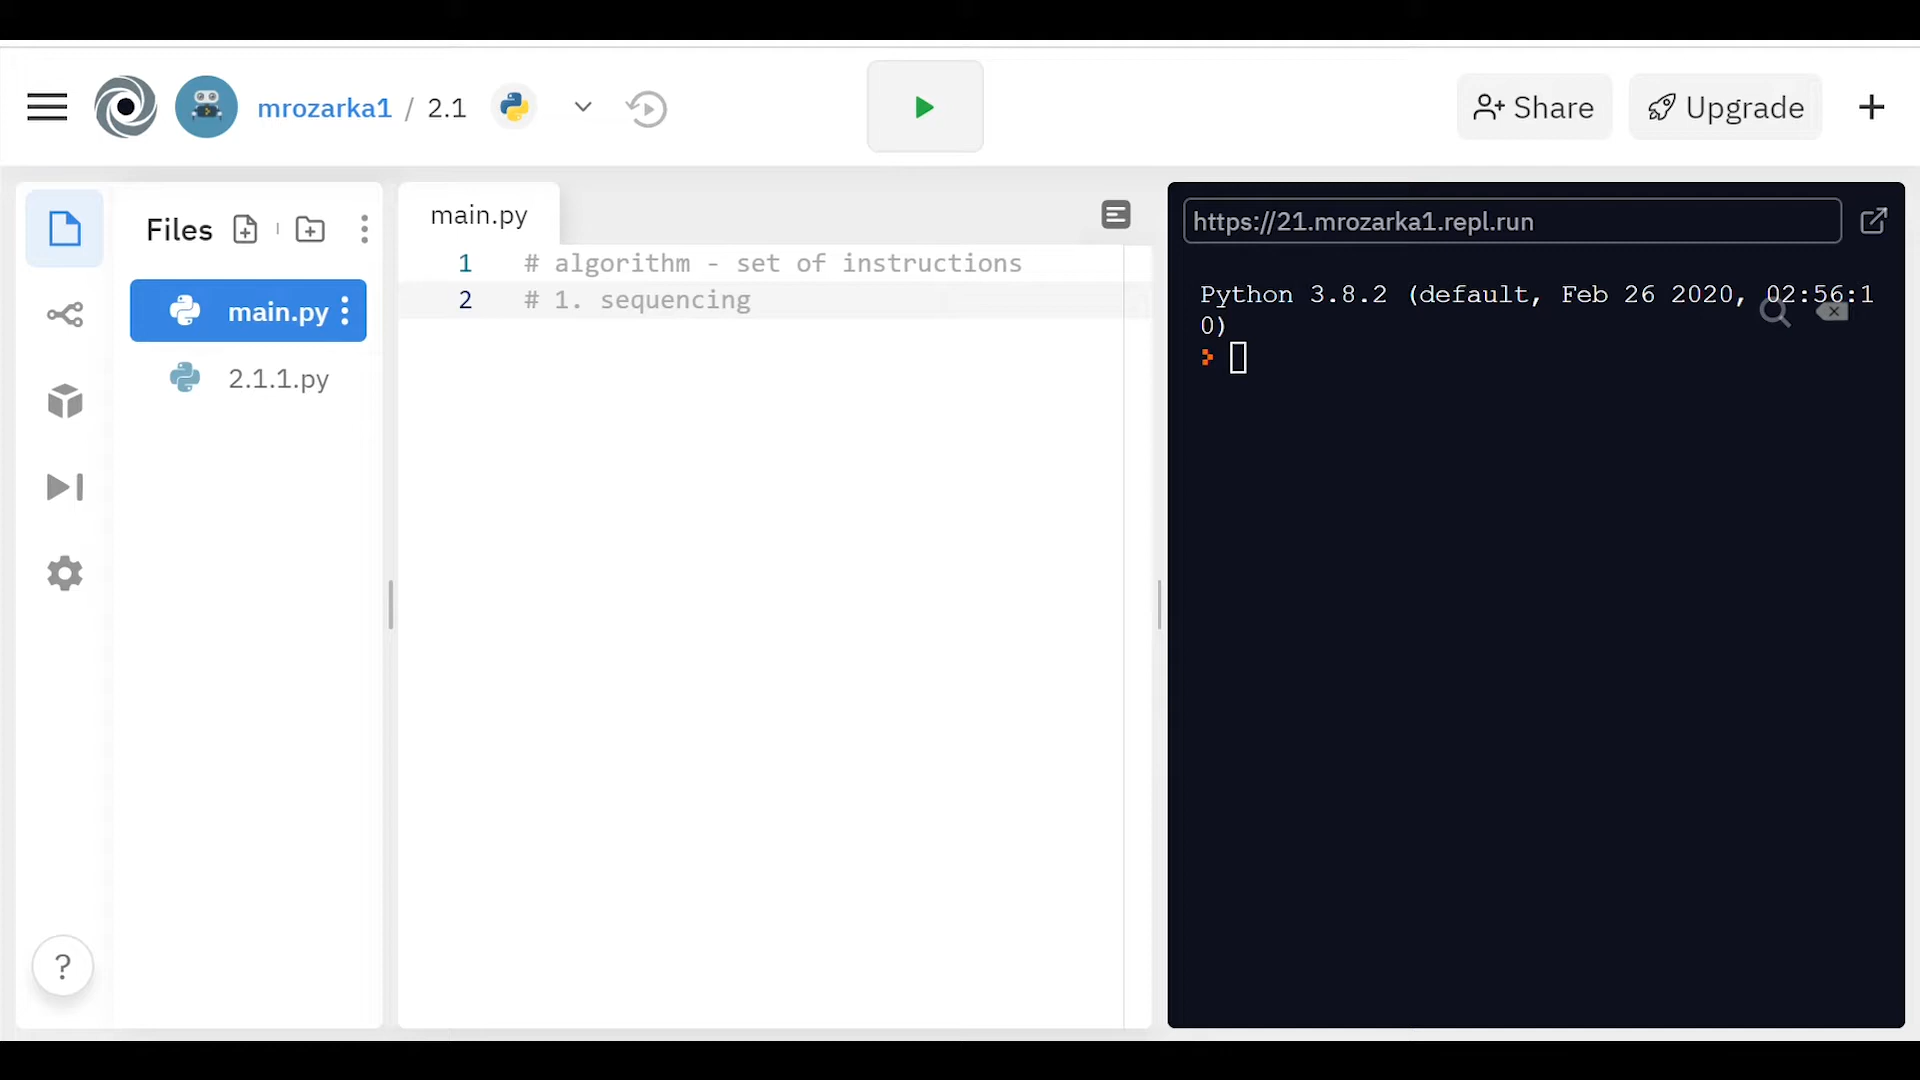 mrozarka1 / 2.1
Share
Upgrade
Files
main.py
2.1.1.py
main.py
1 # algorithm - set of instructions
2 # 1. sequencing
https://21.mrozarka1.repl.run
Python 3.8.2 (default, Feb 26 2020, 02:56:1
0)
?